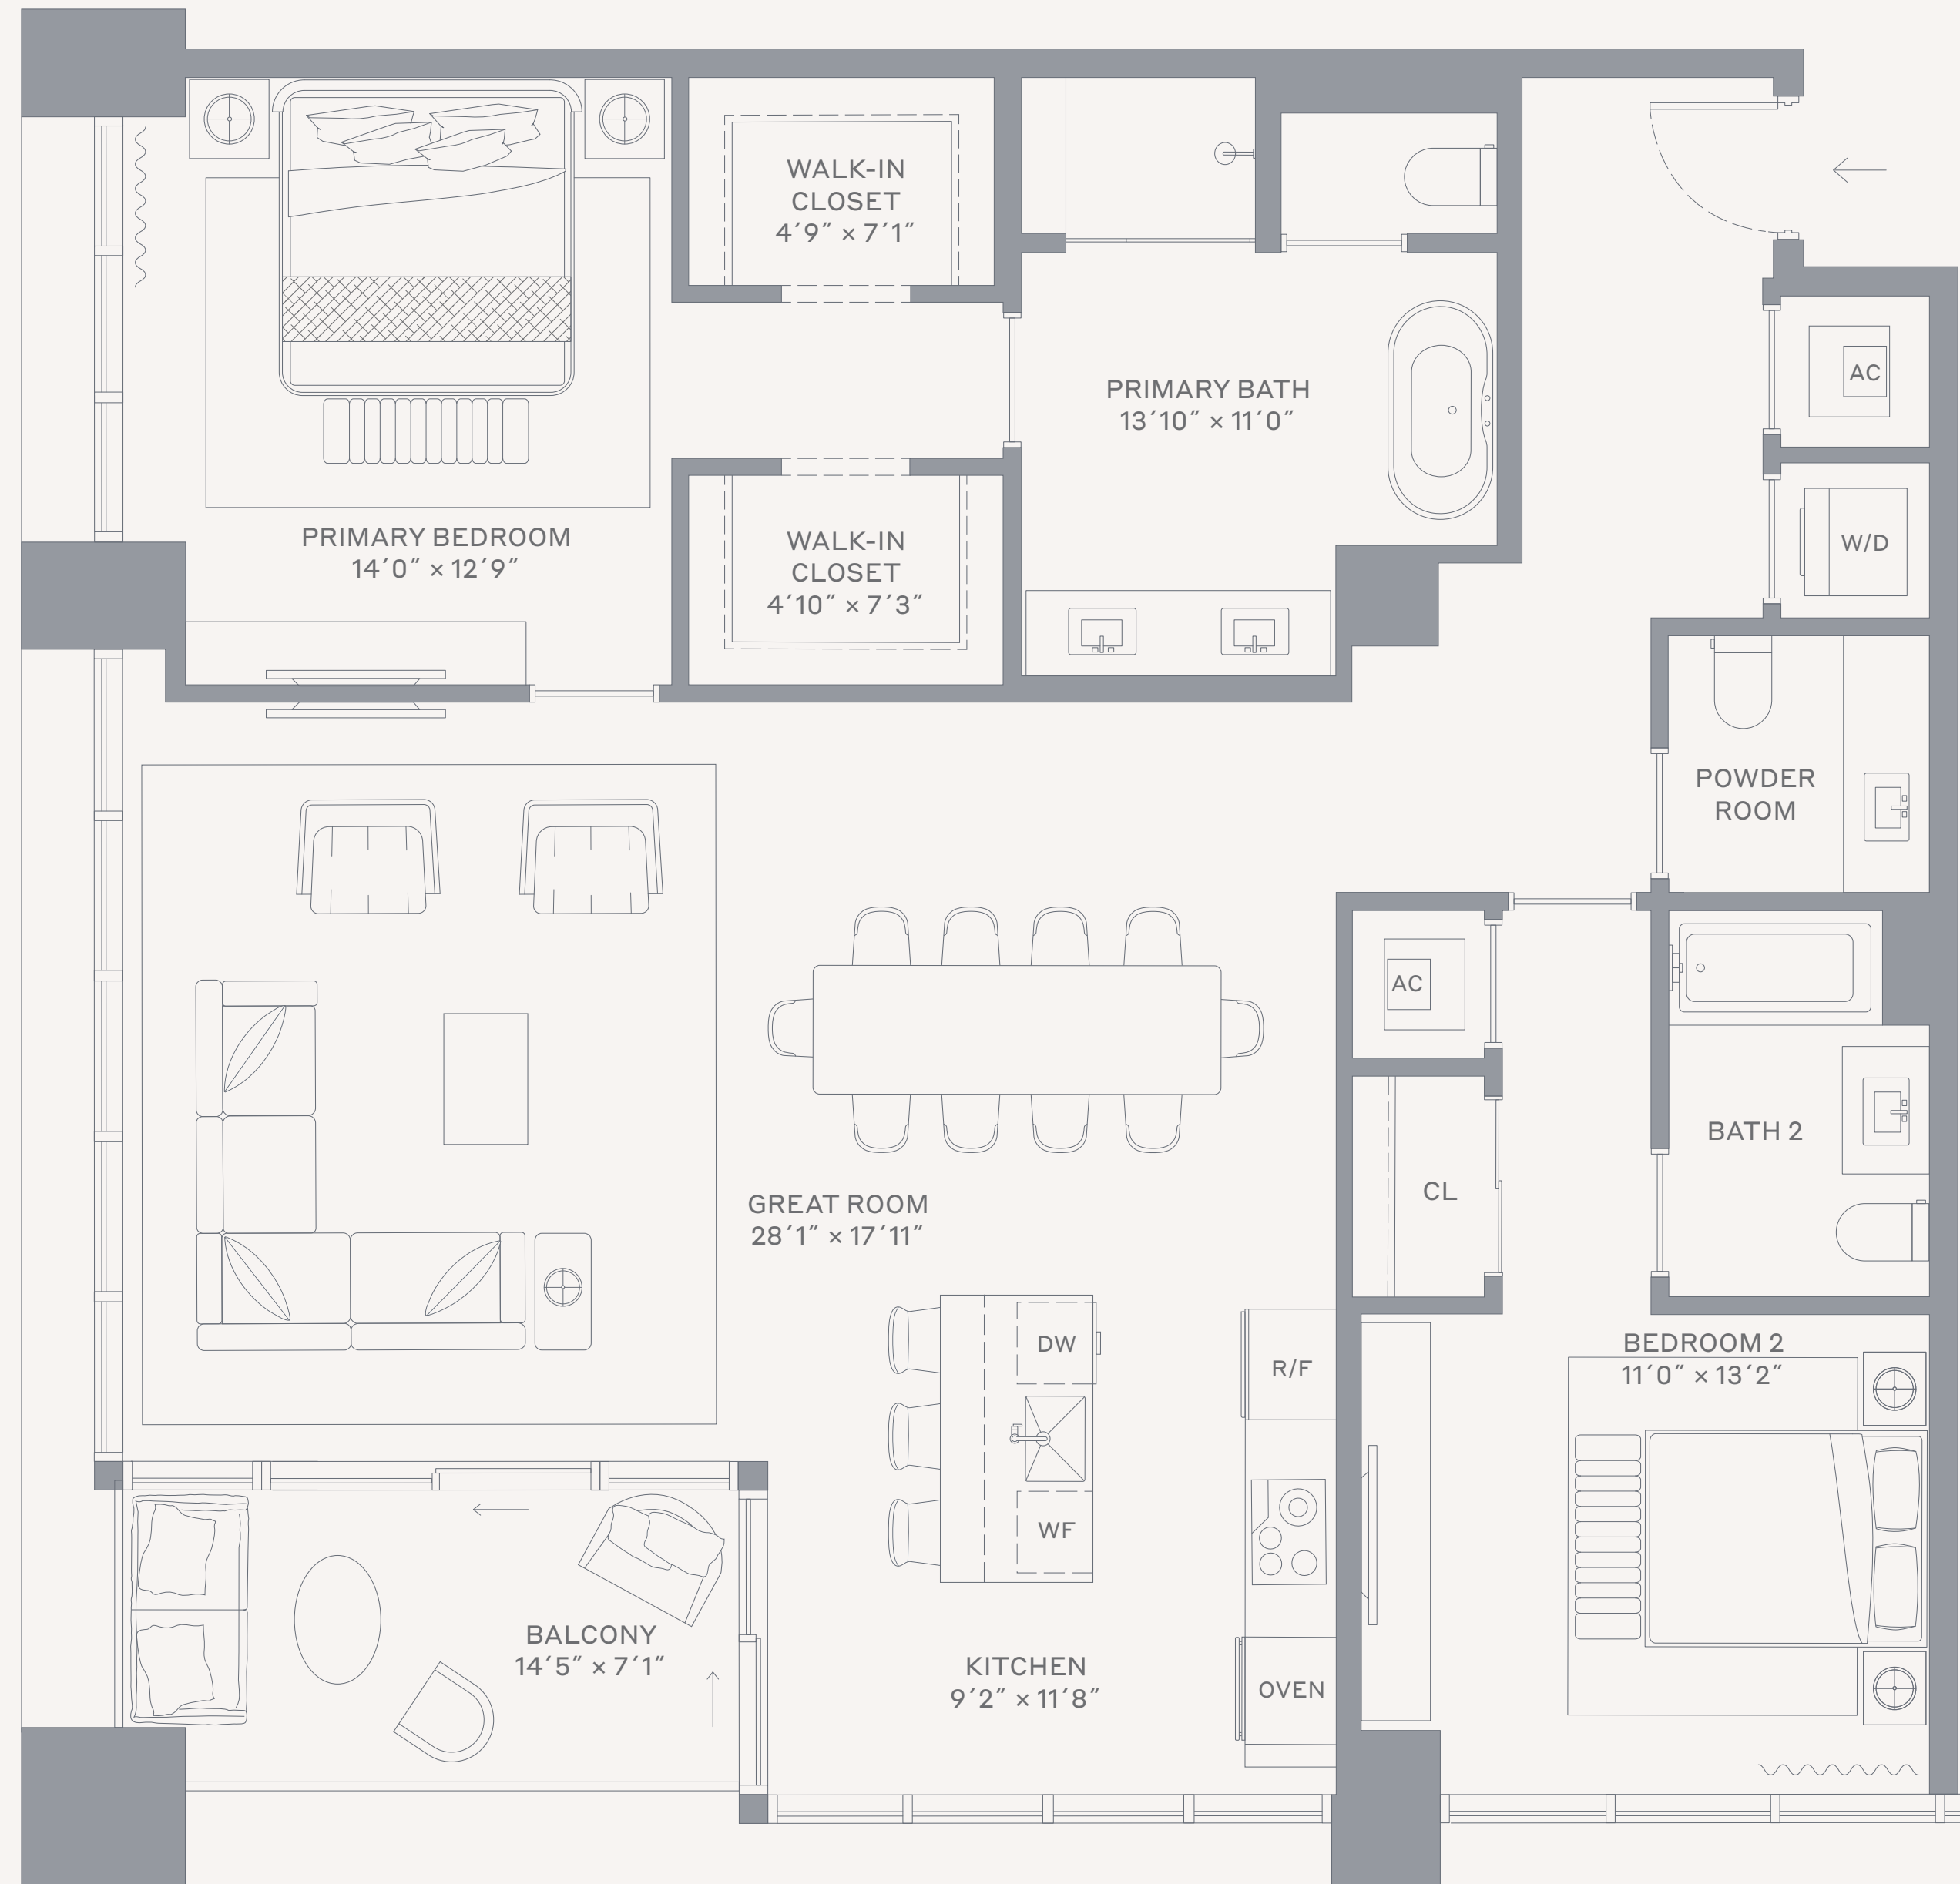 WALK-IN
CLOSET
4′9″ × 7′1″
PRIMARY BATH
13′10″ × 11′0″
AC
PRIMARY BEDROOM
14′0″ × 12′9″
WALK-IN
CLOSET
4′10″ × 7′3″
W/D
POWDER
ROOM
AC
BATH 2
CL
GREAT ROOM
28′1″ × 17′11″
DW
R/F
BEDROOM 2
11′0″ × 13′2″
WF
BALCONY
14′5″ × 7′1″
KITCHEN
9′2″ × 11′8″
OVEN